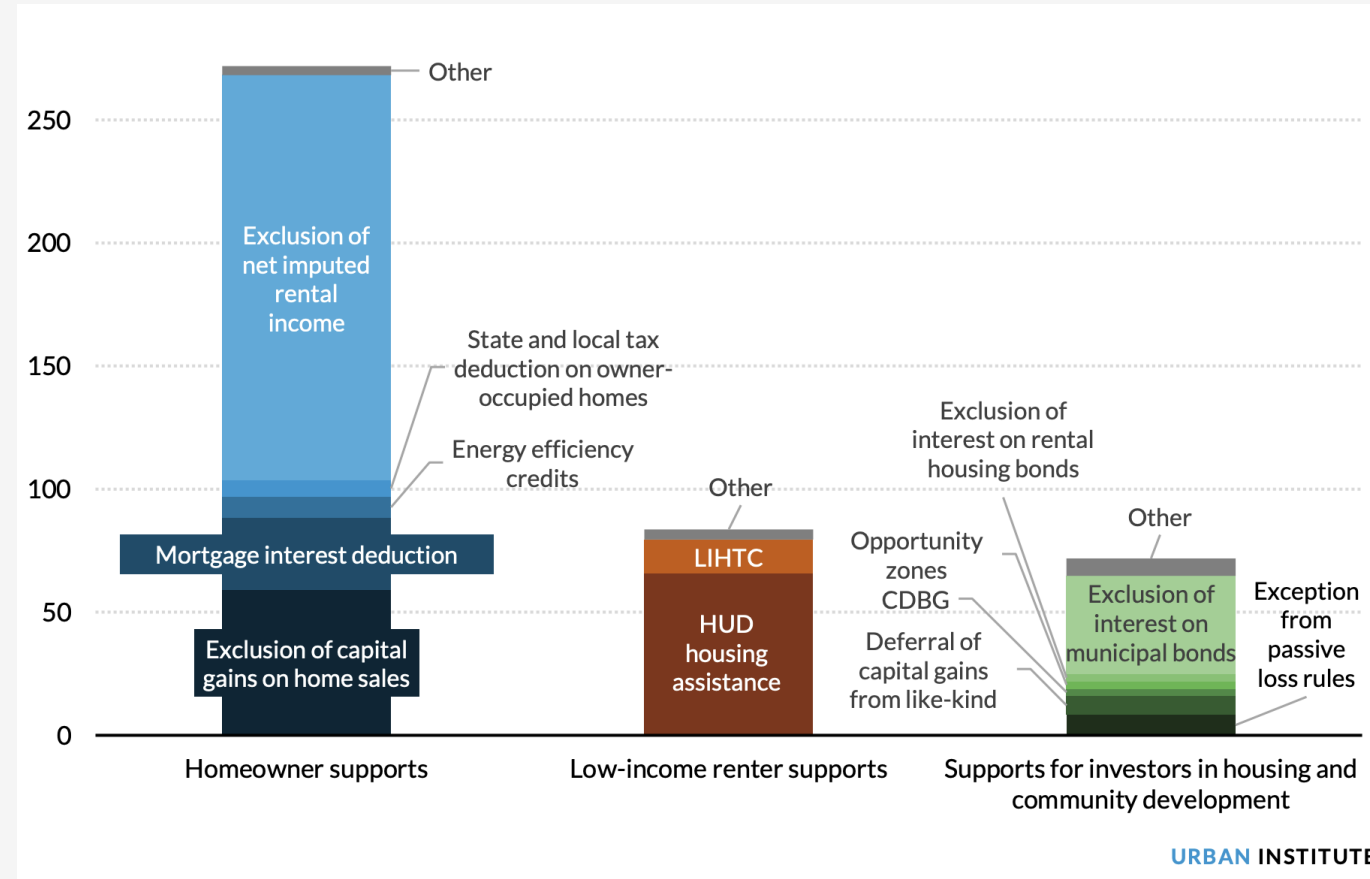 Other
250
Exclusion of
net imputed
rental
income
200
State and local tax
deduction on owner-
occupied homes
150
Energy efficiency
credits
100
Mortgage interest deduction
50
Exclusion of capital
gains on home sales
0
Other
LIHTC
HUD
housing
assistance
Exclusion of
interest on rental
housing bonds
Opportunity
zones
CDBG
Deferral of
capital gains
from like-kind
Other
Exclusion of
interest on
municipal bonds
Exception
from
passive
loss rules
Homeowner supports
Low-income renter supports
Supports for investors in housing and
community development
URBAN INSTITUTE